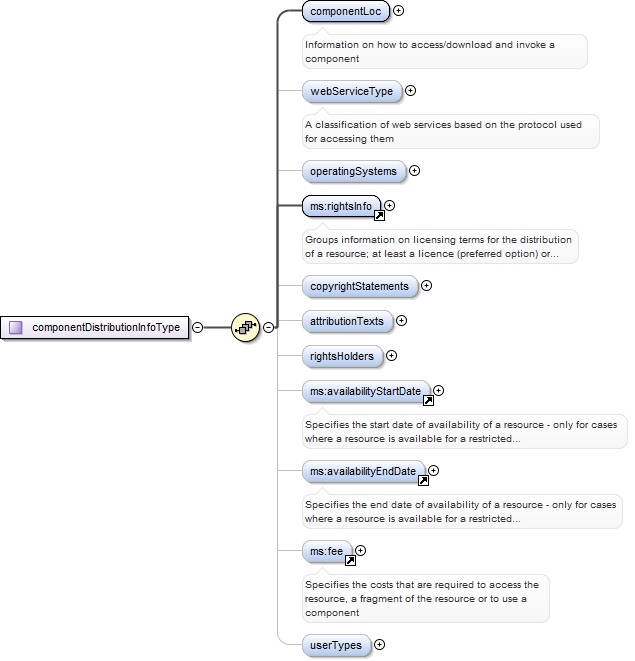 componentLoc
Information on how to access/download and invoke a
component
webServiceType
A classification of web services based on the protocol used
for accessing them
operatingSystems
ms:rightsInfo
Groups information on licensing terms for the distribution
of a resource; at least a licence (preferred option) or...
copyrightStatements
componentDistributionInfoType
attributionTexts
rightsHolders
ms:availabilityStartDate
Specifies the start date of availability of a resource - only for cases
where a resource is available for a restricted...
ms:availabilityEndDate
Specifies the end date of availability of a resource - only for cases
where a resource is available for a restricted...
ms:fee
Specifies the costs that are required to access the
resource, a fragment of the resource or to use a
component
userTypes